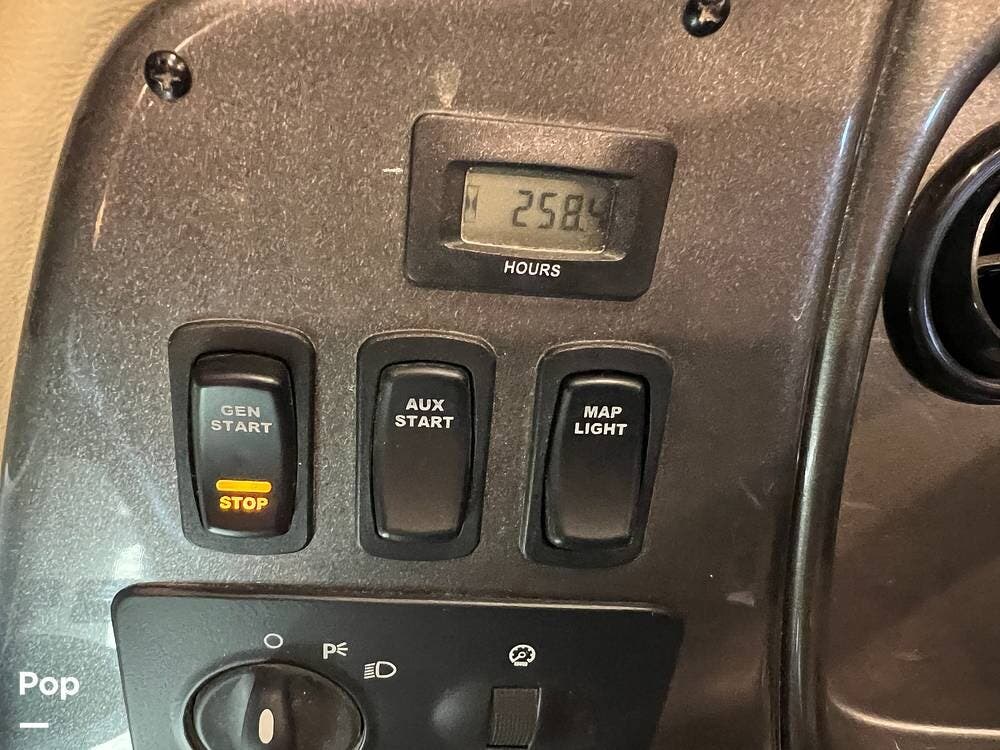 258.4
HOURS
GEN
START
STOP
AUX
START
MAP
LIGHT
P
Pop